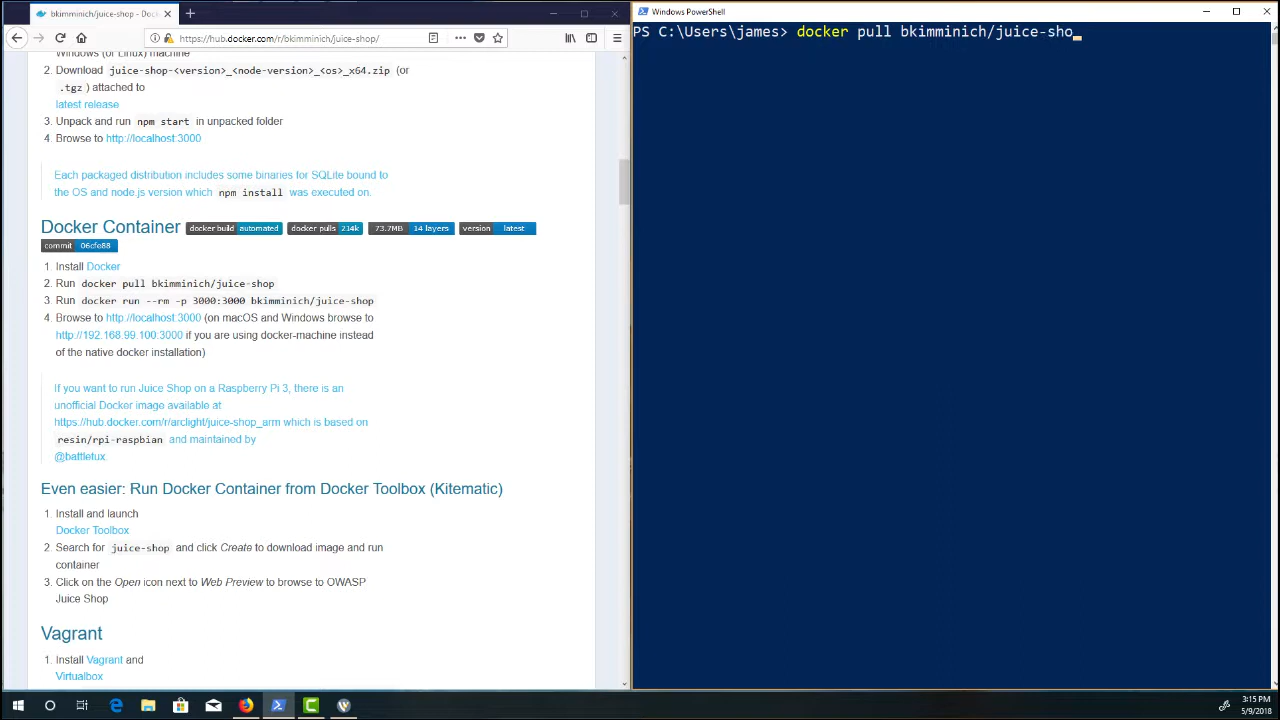 bkimminich/juice-shop - Docker
https://hub.docker.com/r/bkimminich/juice-shop/
Windows (or Linux) machine
2. Download juice-shop-<version>_<node-version>_<os>_x64.zip (or
.tgz ) attached to
latest release
3. Unpack and run npm start in unpacked folder
4. Browse to http://localhost:3000
Each packaged distribution includes some binaries for SQLite bound to
the OS and node.js version which npm install was executed on.
Docker Container docker build automated docker pulls 214k 73.7MB 14 layers version latest
commit 06cfe88
1. Install Docker
2. Run docker pull bkimminich/juice-shop
3. Run docker run --rm -p 3000:3000 bkimminich/juice-shop
4. Browse to http://localhost:3000 (on macOS and Windows browse to
http://192.168.99.100:3000 if you are using docker-machine instead
of the native docker installation)
If you want to run Juice Shop on a Raspberry Pi 3, there is an
unofficial Docker image available at
https://hub.docker.com/r/arclight/juice-shop_arm which is based on
resin/rpi-raspbian and maintained by
@battletux.
Even easier: Run Docker Container from Docker Toolbox (Kitematic)
1. Install and launch
Docker Toolbox
2. Search for juice-shop and click Create to download image and run
container
3. Click on the Open icon next to Web Preview to browse to OWASP
Juice Shop
Vagrant
1. Install Vagrant and
Virtualbox
Windows PowerShell
PS C:\Users\james> docker pull bkimminich/juice-sho_
3:15 PM
5/9/2018